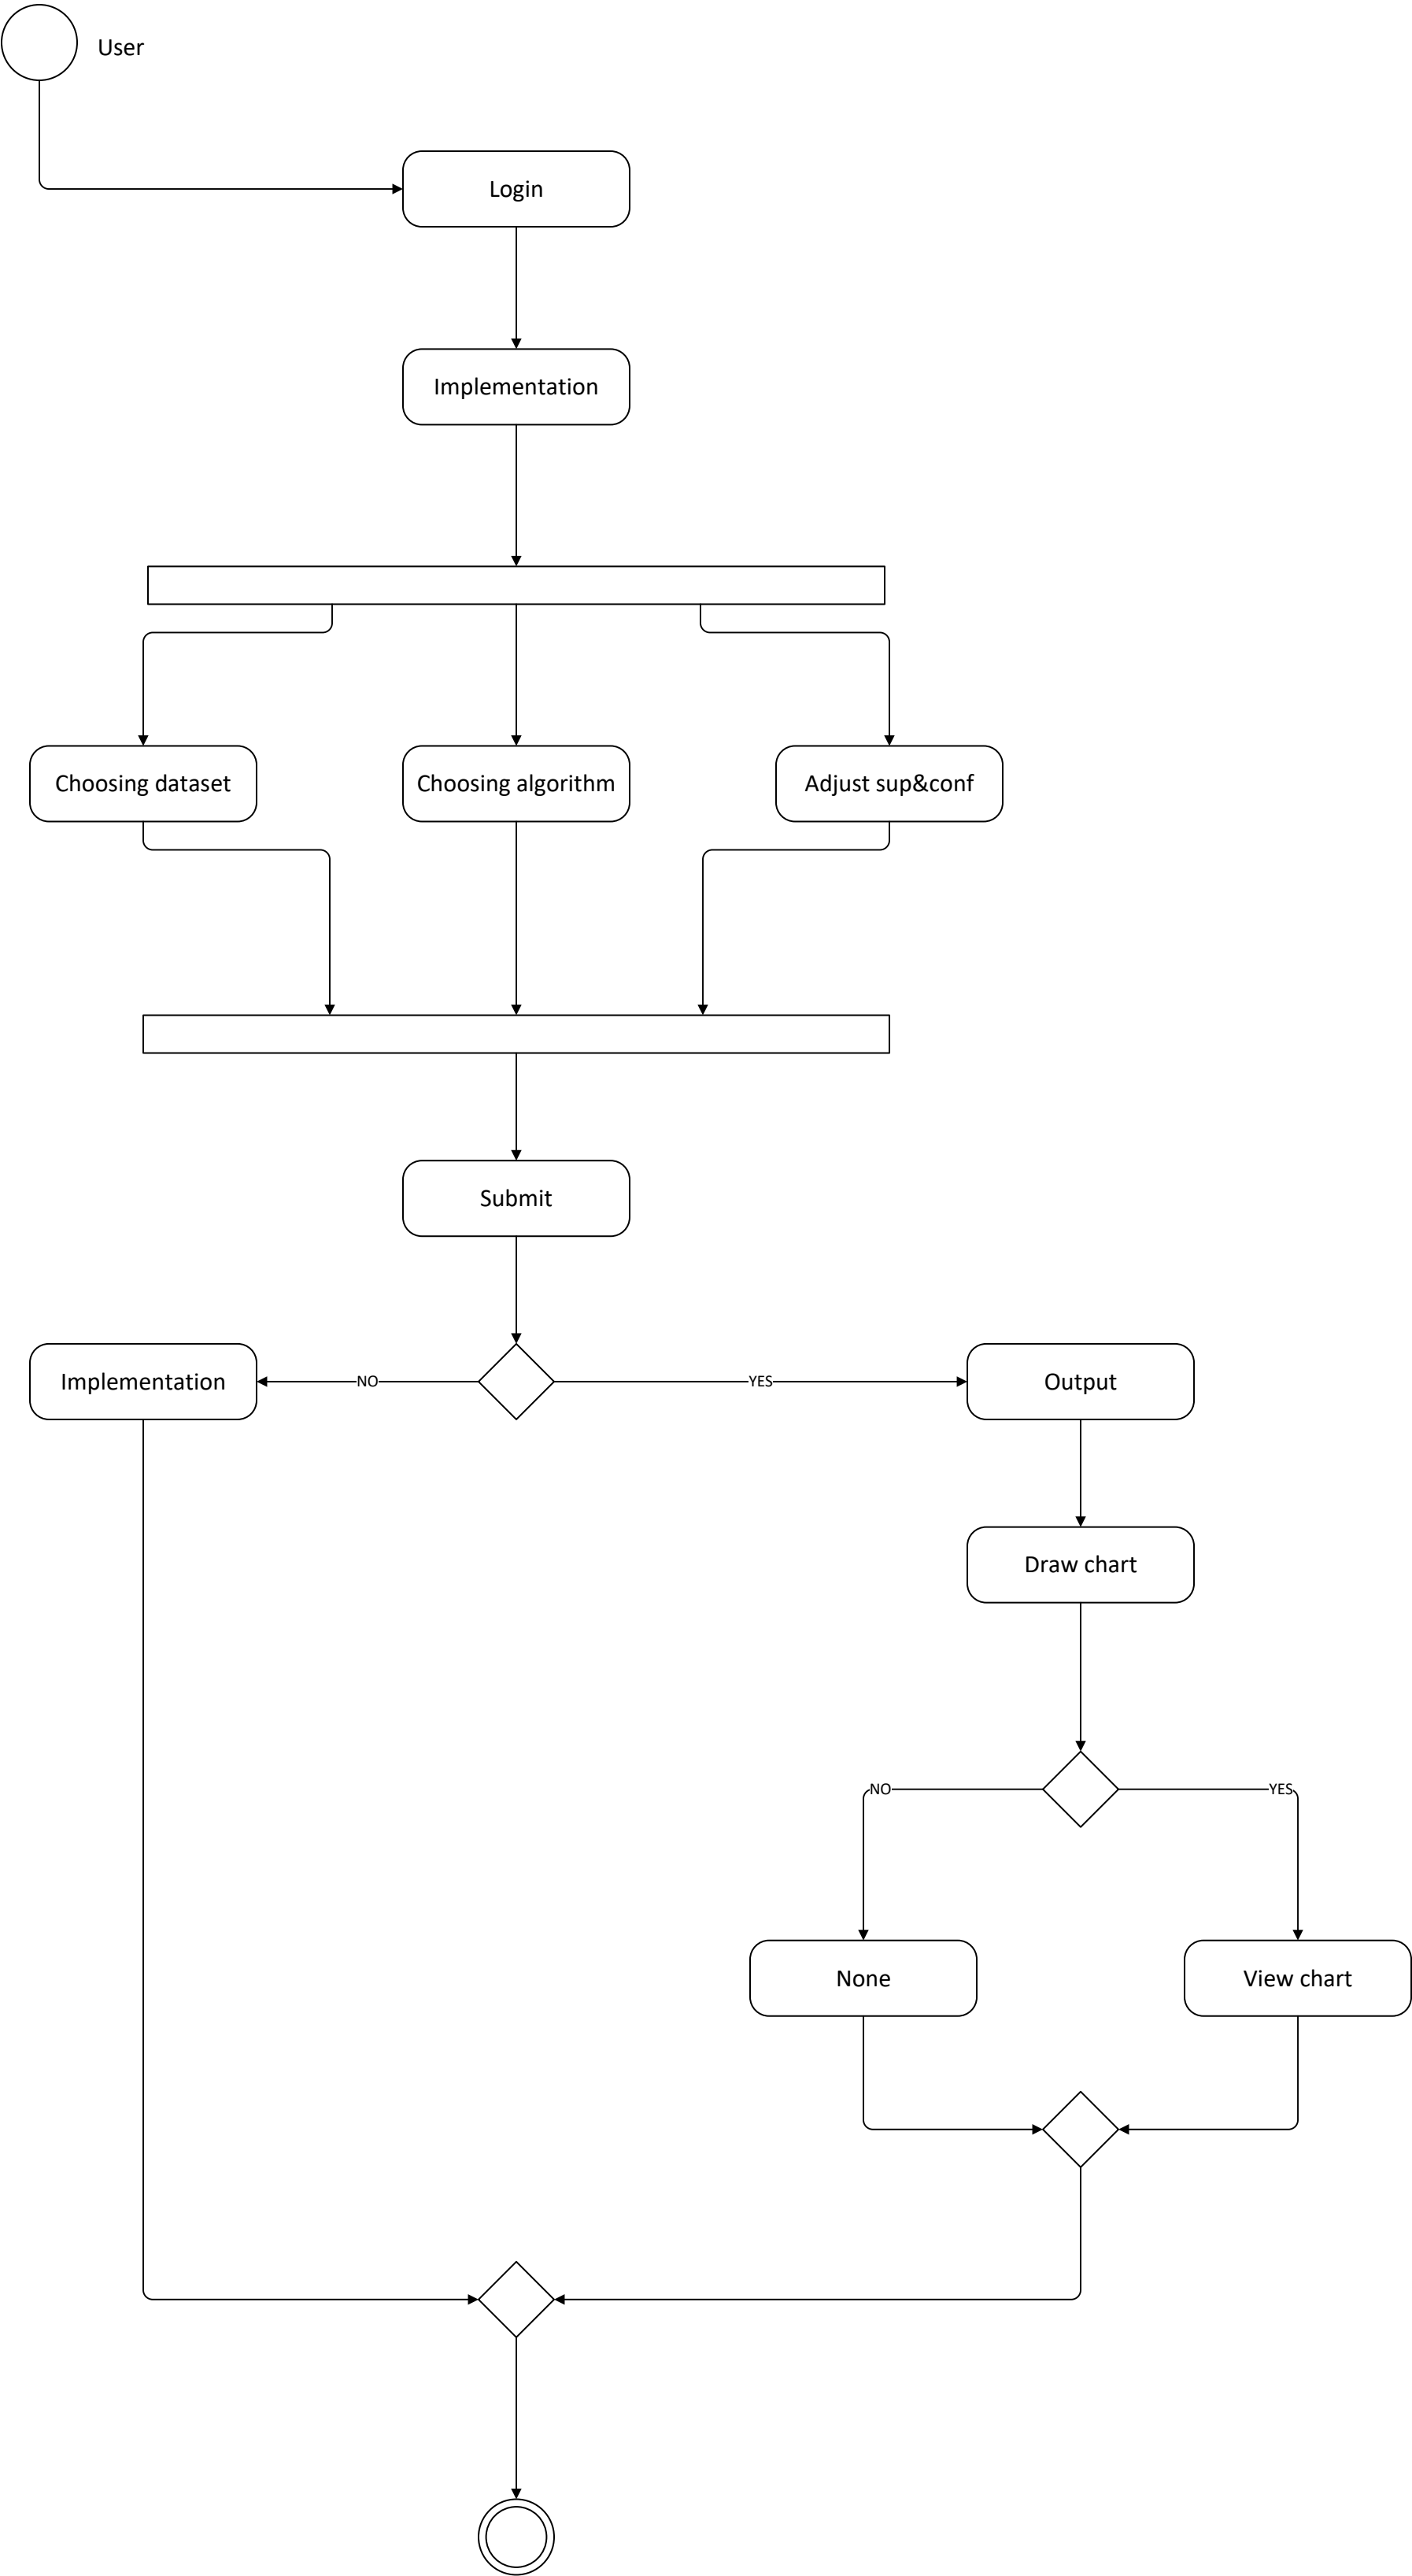 User
Login
Implementation
Choosing dataset
Choosing algorithm
Adjust sup&conf
Submit
Implementation
NO
YES
Output
Draw chart
NO
YES
None
View chart